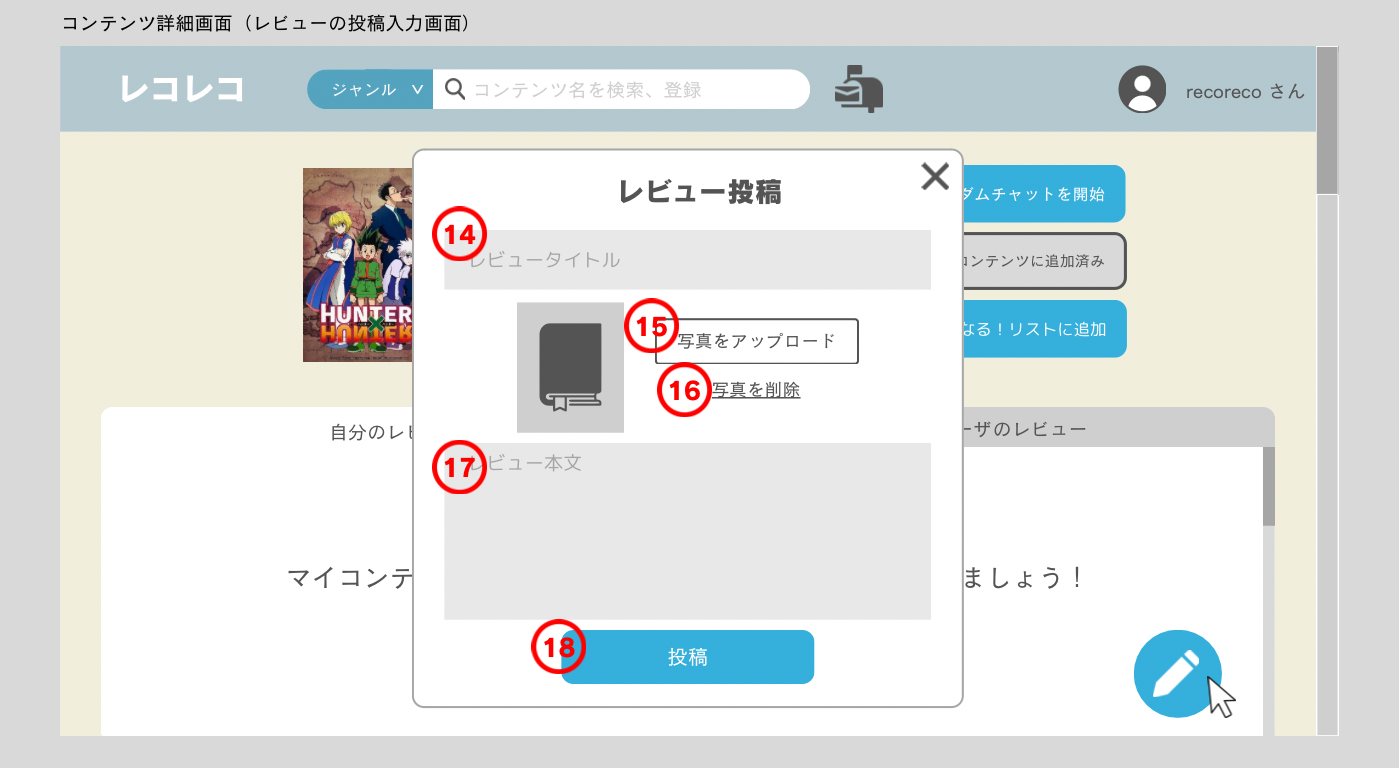 コンテンツ詳細画面（レビューの投稿入力画面）
レコレコ
ジャンル
コンテンツ名を検索、登録
recoreco さん
HUNTER
HUNTER
レビュー投稿
14
レビュータイトル
15
写真をアップロード
16
写真を削除
17
レビュー本文
18
投稿
ダムチャットを開始
コンテンツに追加済み
なる！リストに追加
自分のレビ
ーザのレビュー
マイコンテ
ましょう！